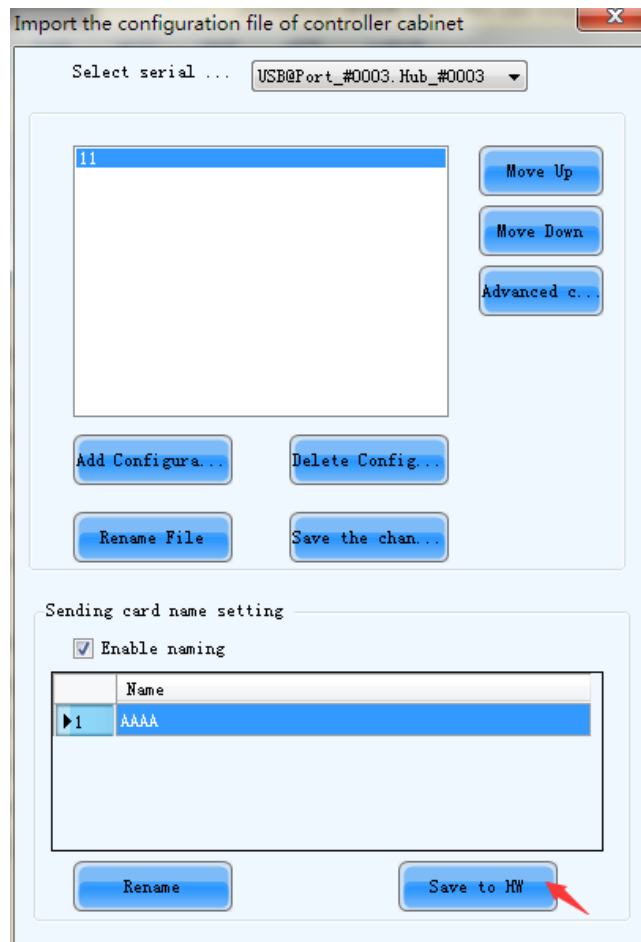 Import the configuration file of controller cabinet
Select serial ...
USB@Port_#0003.Hub_#0003
11
Move Up
Move Down
Advanced c...
Add Configura...
Delete Config...
Rename File
Save the chan...
Sending card name setting
Enable naming
Name
1 AAAA
Rename
Save to HW